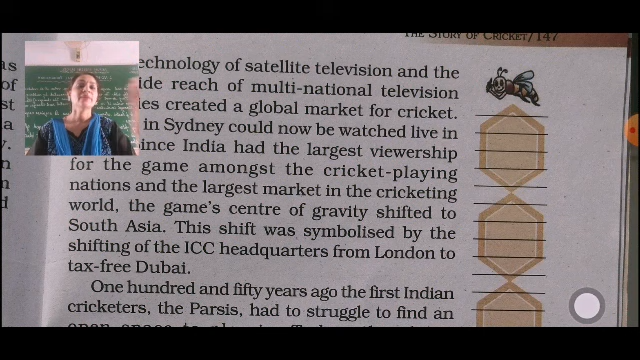 THE STORY OF CRICKET/147
as
of
st
a
y.
n
n
d
echnology of satellite television and the
ide reach of multi-national television
es created a global market for cricket.
in Sydney could now be watched live in
ince India had the largest viewership
for the game amongst the cricket-playing
nations and the largest market in the cricketing
world, the game's centre of gravity shifted to
South Asia. This shift was symbolised by the
shifting of the ICC headquarters from London to
tax-free Dubai.
One hundred and fifty years ago the first Indian
cricketers, the Parsis, had to struggle to find an